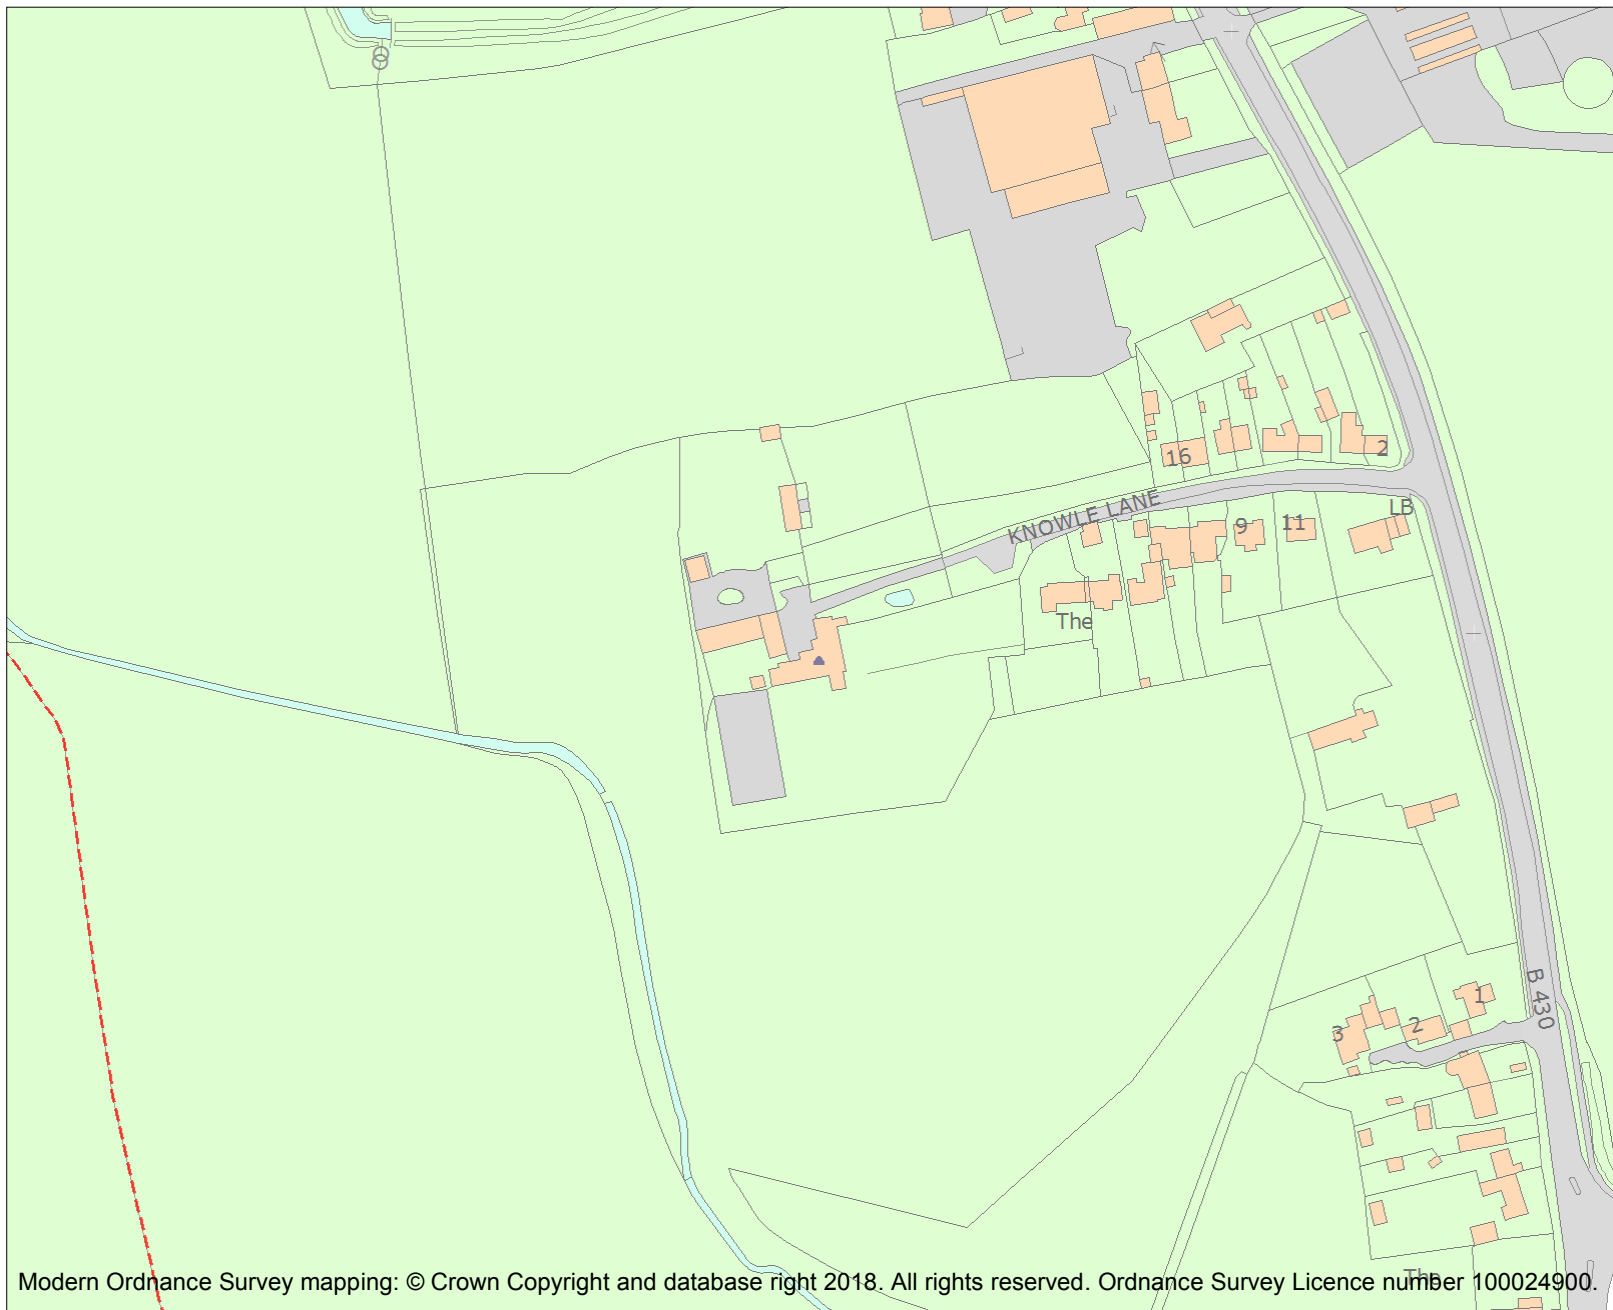 2
16
KNOWLE LANE
LB
9
11
The
B 430
1
2
3
The
Modern Ordnance Survey mapping: © Crown Copyright and database right 2018. All rights reserved. Ordnance Survey Licence number 100024900.